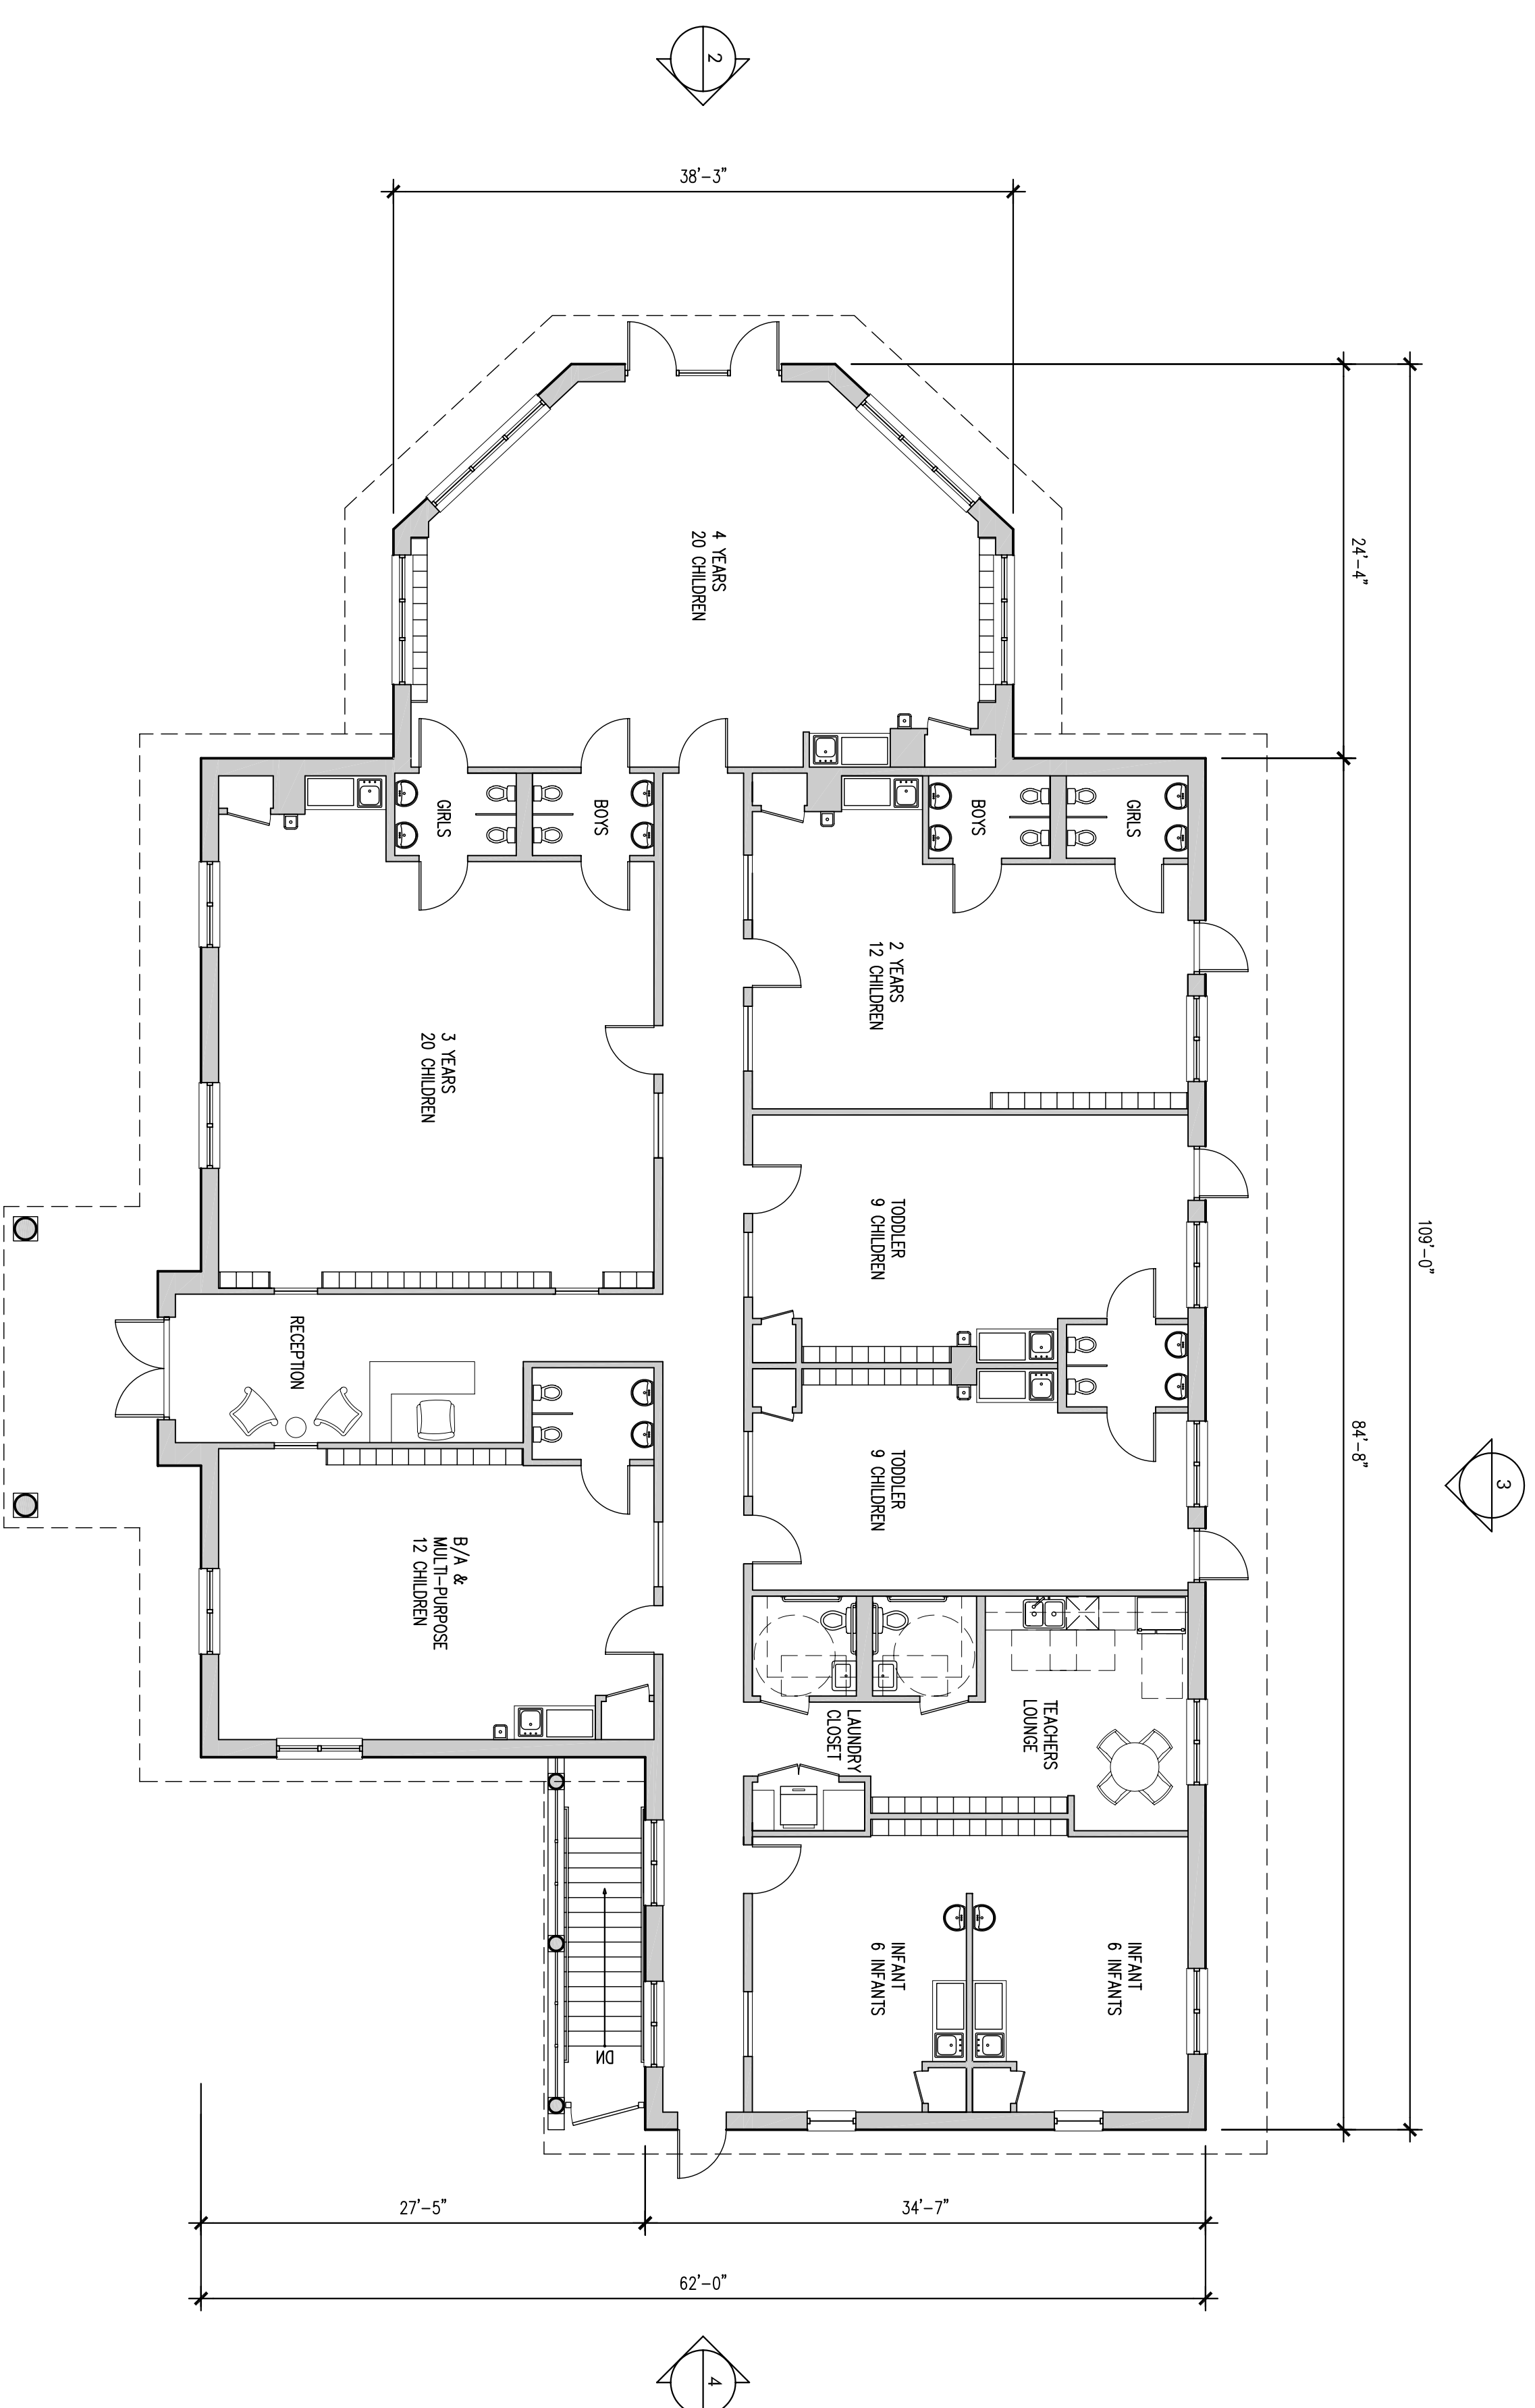 2
38'-3"
24'-4"
109'-0"
84'-8"
3
4 YEARS
20 CHILDREN
GIRLS
BOYS
BOYS
GIRLS
2 YEARS
12 CHILDREN
3 YEARS
20 CHILDREN
TODDLER
9 CHILDREN
RECEPTION
TODDLER
9 CHILDREN
B/A &
MULTI-PURPOSE
12 CHILDREN
TEACHERS
LOUNGE
LAUNDRY
CLOSET
INFANT
6 INFANTS
INFANT
6 INFANTS
DN
27'-5"
34'-7"
62'-0"
4